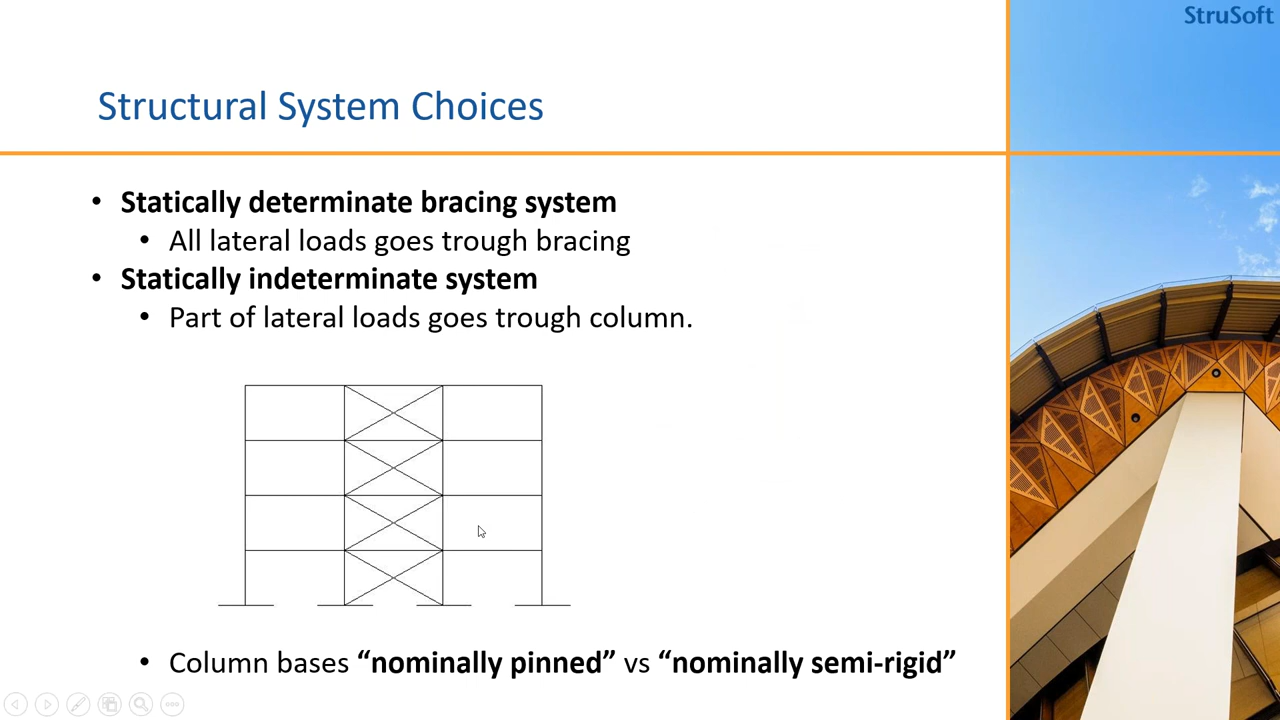 StruSoft
Structural System Choices
• Statically determinate bracing system
• All lateral loads goes trough bracing
• Statically indeterminate system
• Part of lateral loads goes trough column.
• Column bases “nominally pinned” vs “nominally semi-rigid”